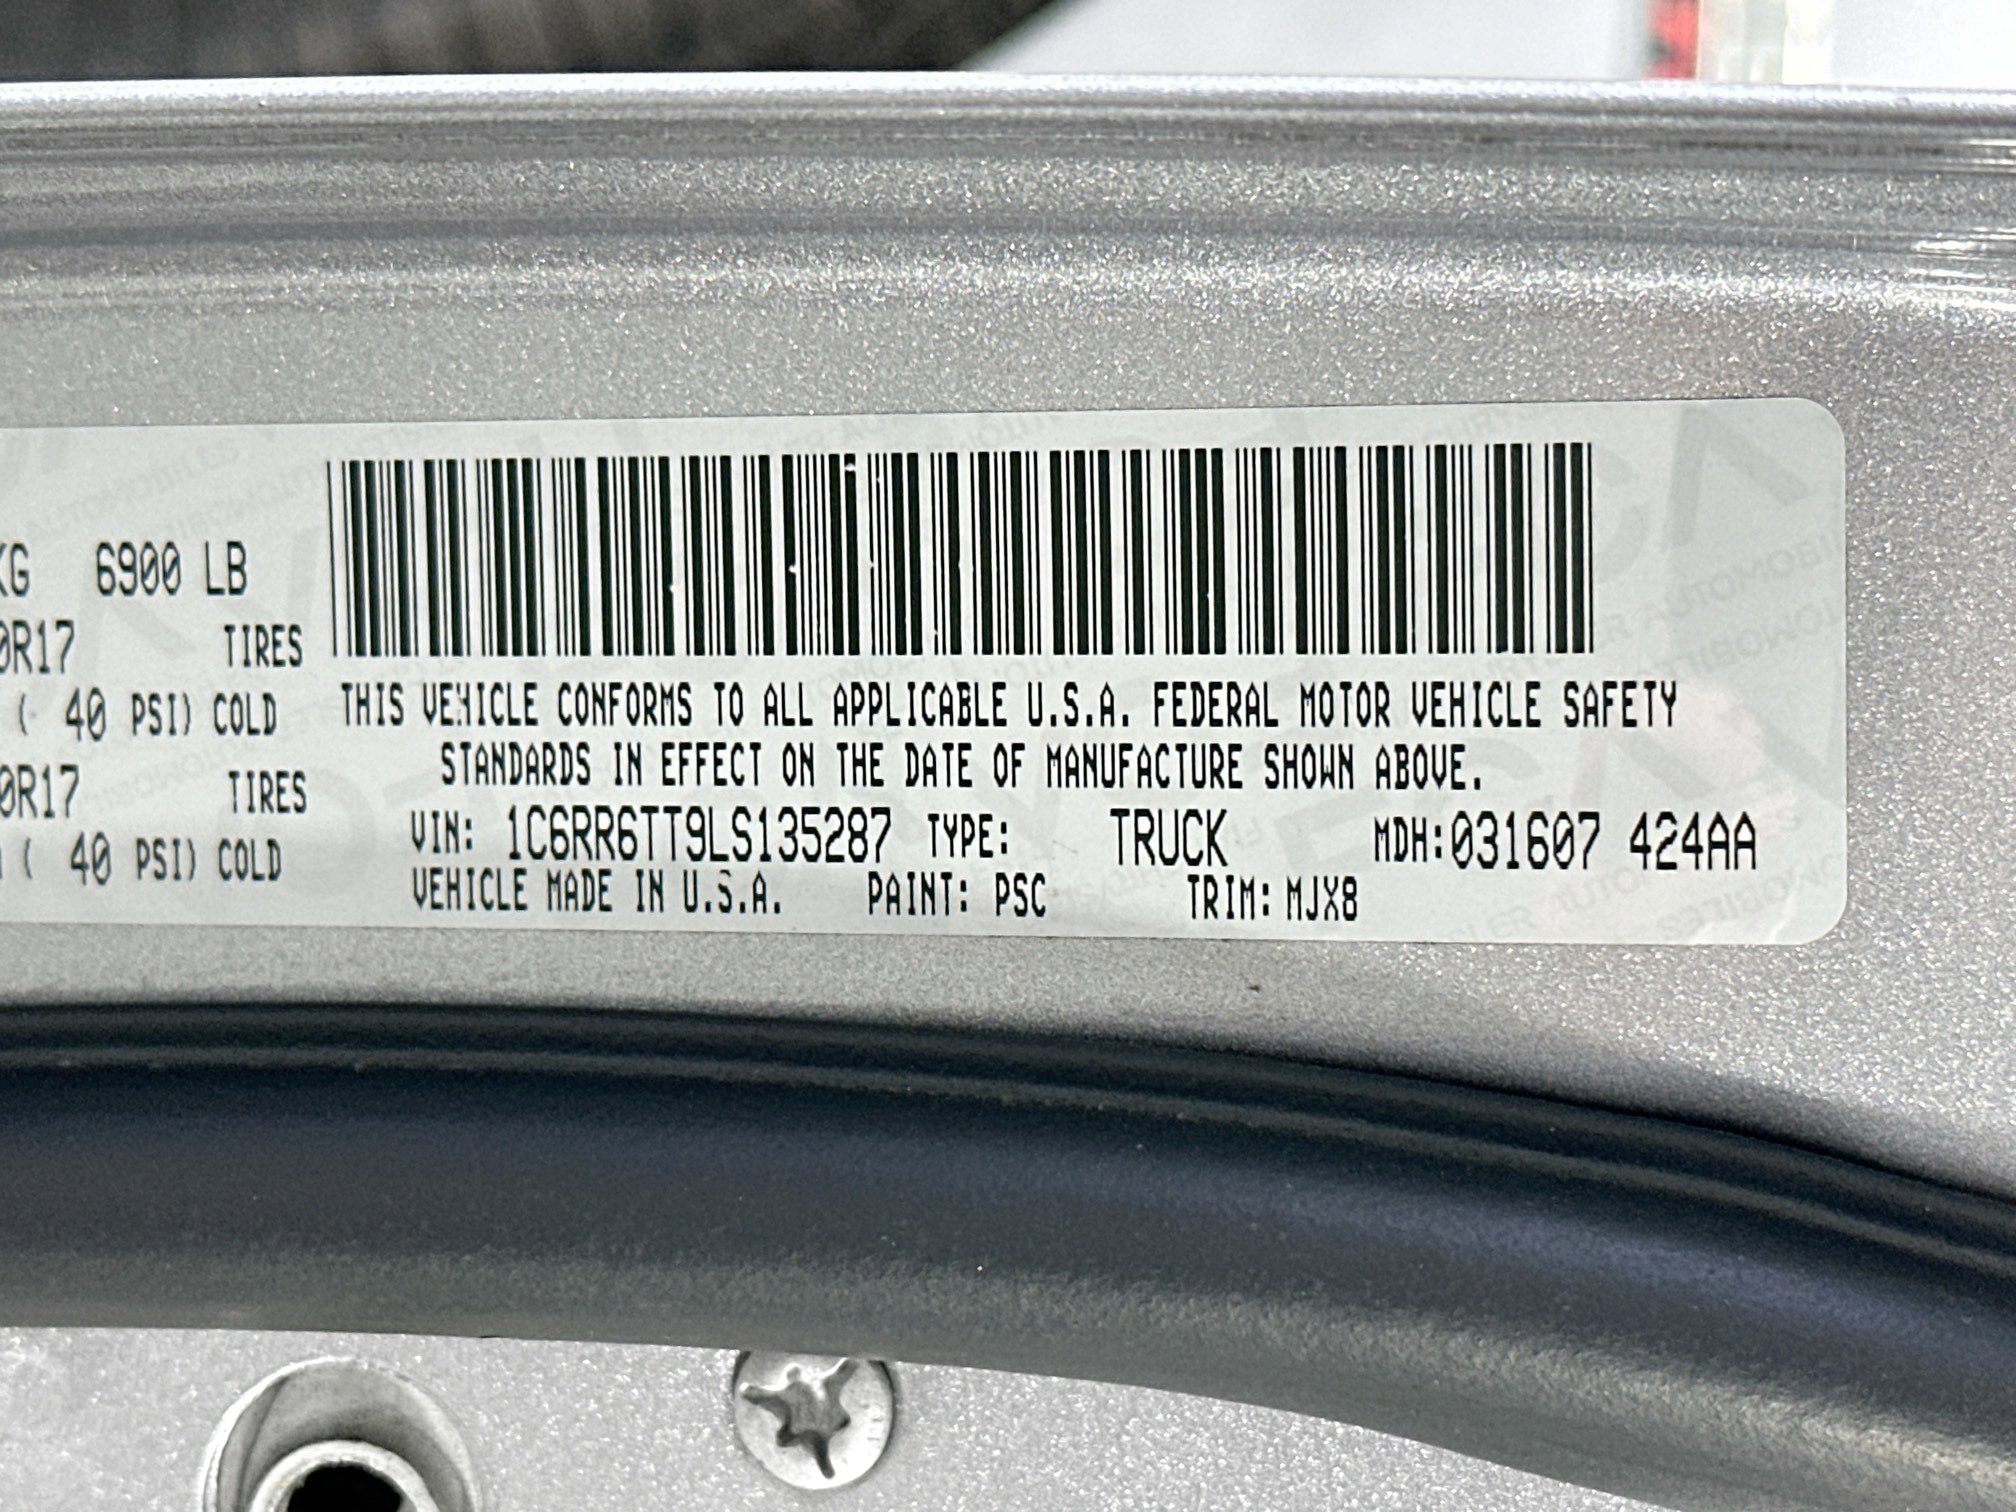 KG 6900 LB
0R17 TIRES
( 40 PSI) COLD
0R17 TIRES
( 40 PSI) COLD
THIS VEHICLE CONFORMS TO ALL APPLICABLE U.S.A. FEDERAL MOTOR VEHICLE SAFETY
STANDARDS IN EFFECT ON THE DATE OF MANUFACTURE SHOWN ABOVE.
VIN: 1C6RR6TT9LS135287 TYPE: TRUCK MDH:031607 424AA
VEHICLE MADE IN U.S.A. PAINT: PSC TRIM: MJX8